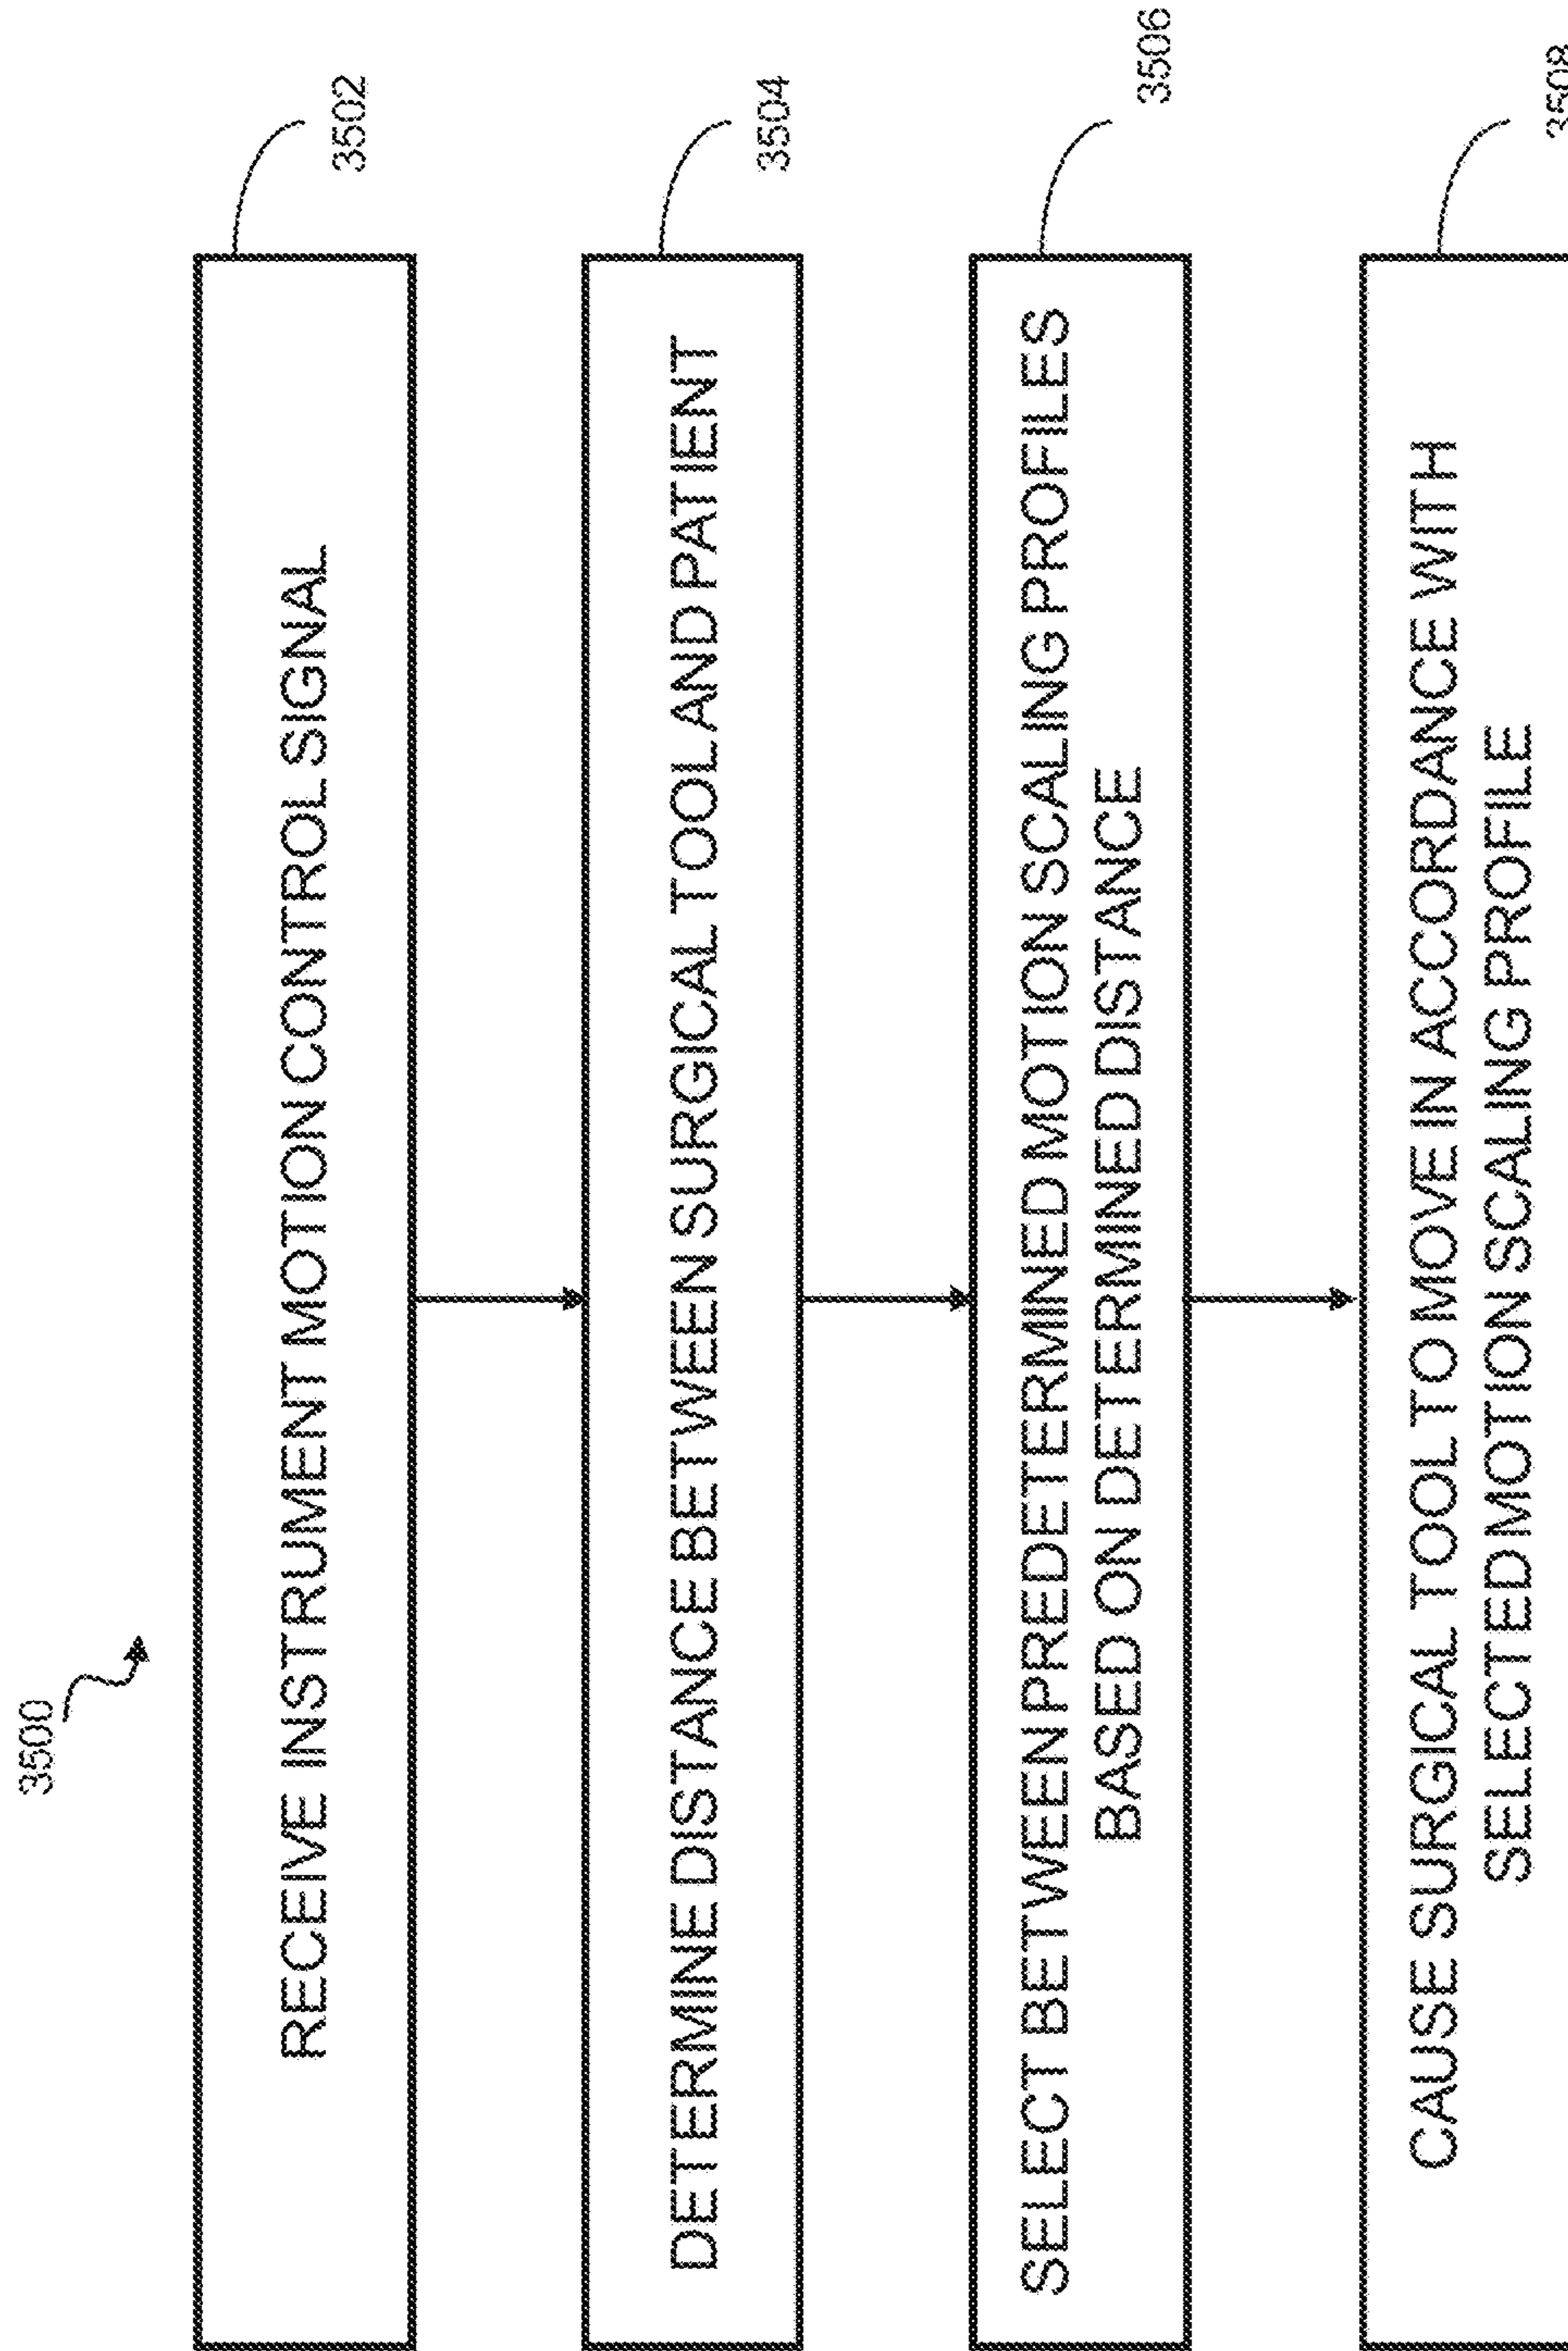 3500
RECEIVE INSTRUMENT MOTION CONTROL SIGNAL
3502
DETERMINE DISTANCE BETWEEN SURGICAL TOOL AND PATIENT
3504
SELECT BETWEEN PREDETERMINED MOTION SCALING PROFILES
BASED ON DETERMINED DISTANCE
3506
CAUSE SURGICAL TOOL TO MOVE IN ACCORDANCE WITH
SELECTED MOTION SCALING PROFILE
3508